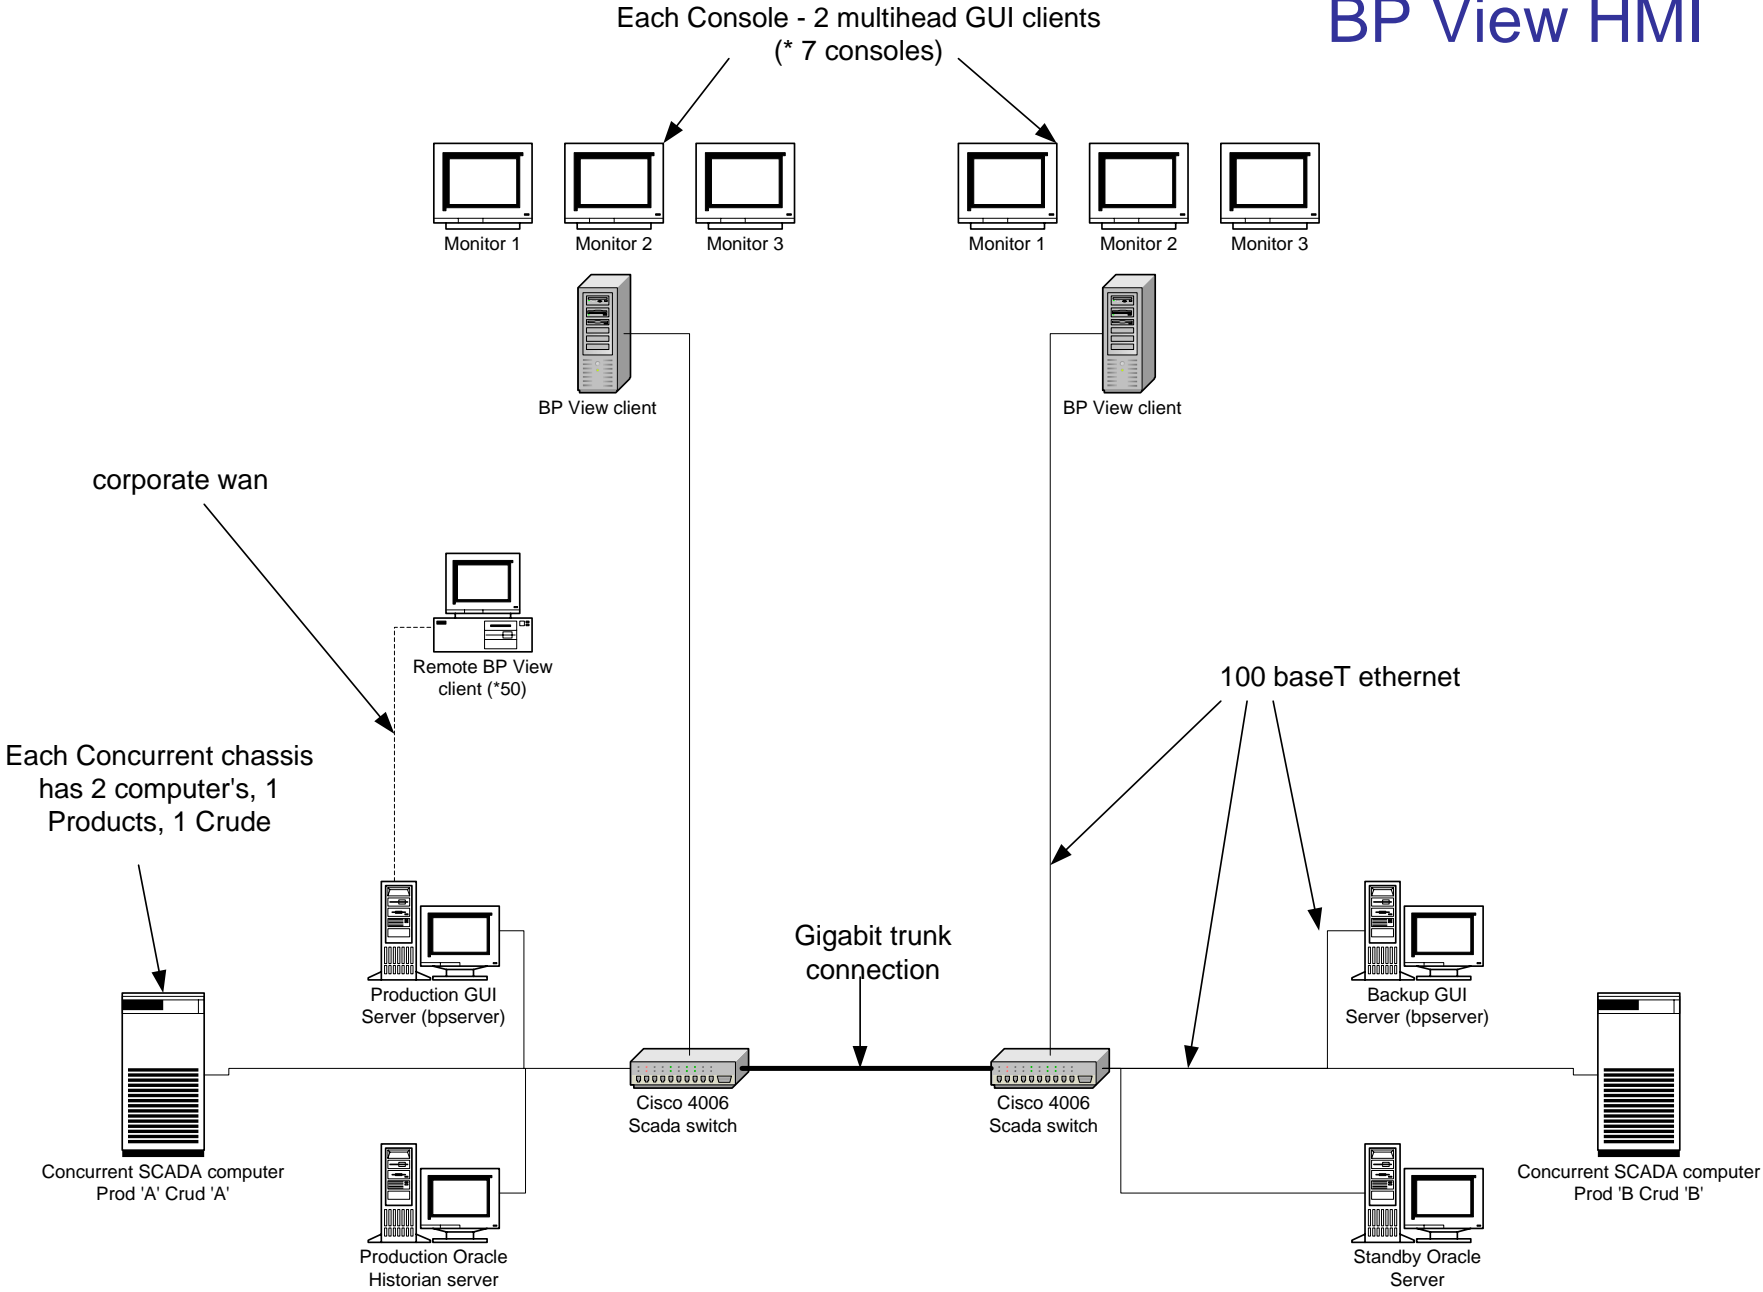 BP View HMI
Each Console - 2 multihead GUI clients
(* 7 consoles)
Monitor 1
Monitor 2
Monitor 3
Monitor 1
Monitor 2
Monitor 3
BP View client
BP View client
corporate wan
Remote BP View
client (*50)
100 baseT ethernet
Each Concurrent chassis
has 2 computer's, 1
Products, 1 Crude
Gigabit trunk
connection
Production GUI
Server (bpserver)
Backup GUI
Server (bpserver)
Cisco 4006
Scada switch
Cisco 4006
Scada switch
Concurrent SCADA computer
Prod 'A' Crud 'A'
Concurrent SCADA computer
Prod 'B Crud 'B'
Production Oracle
Historian server
Standby Oracle
Server